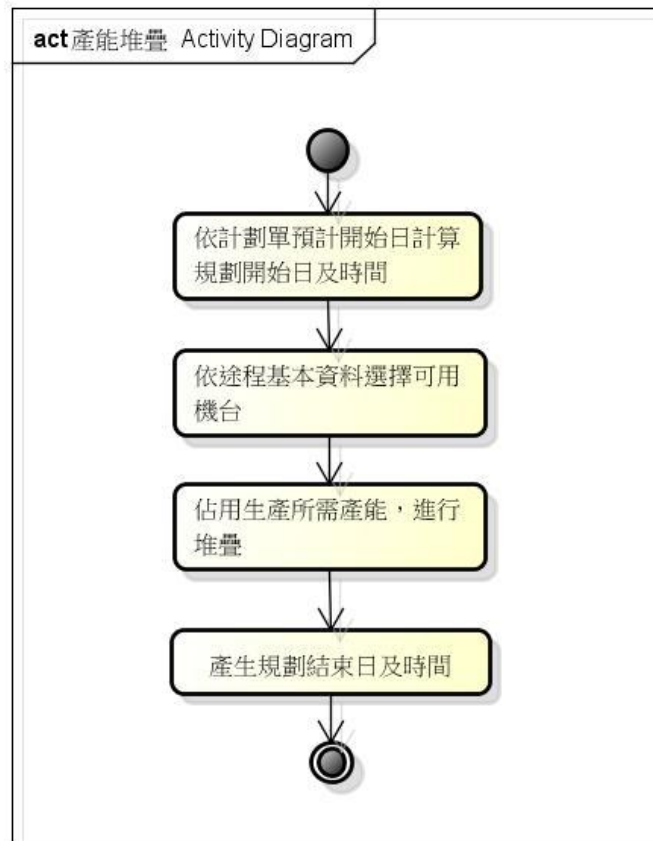 act 產能堆疊 Activity Diagram
依計劃單預計開始日計算
規劃開始日及時間
依途程基本資料選擇可用
機台
佔用生產所需產能，進行
堆疊
產生規劃結束日及時間